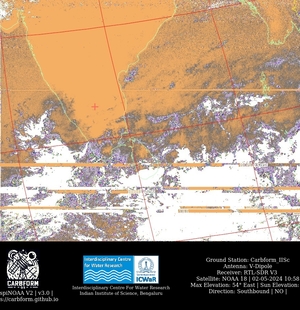 CARBFORM
Interdisciplinary Centre
for Water Research
ICWaR
Interdisciplinary Centre For Water Research
Indian Institute of Science, Bengaluru.
spiNOAA V2 | v3.0 |
s://carbform.github.io
Ground Station: Carbform_IISc
Antenna: V-Dipole
Receiver: RTL-SDR V3
Satellite: NOAA 18 | 02-05-2024 10:58
Max Elevation: 54° East | Sun Elevation:
Direction: Southbound | NO |